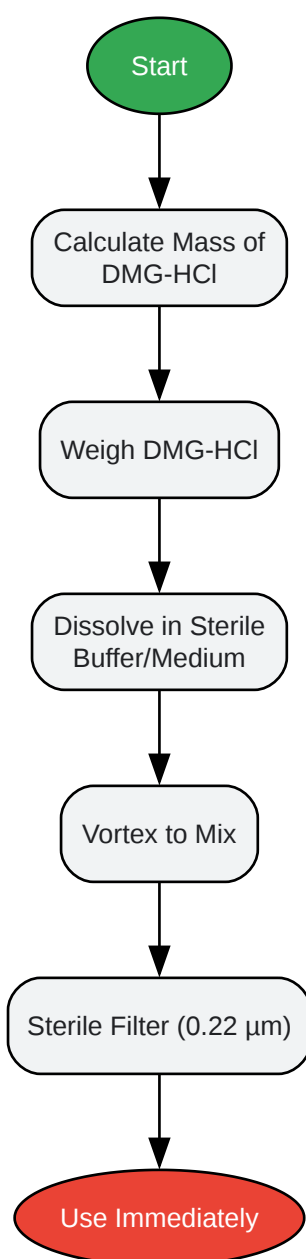 Start
Calculate Mass of
DMG-HCl
Weigh DMG-HCl
Dissolve in Sterile
Buffer/Medium
Vortex to Mix
Sterile Filter (0.22 µm)
Use Immediately